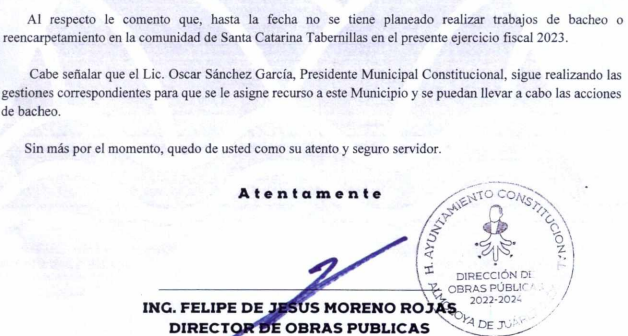 Al respecto le comento que, hasta la fecha no se tiene planeado realizar trabajos de bacheo o
reencarpetamiento en la comunidad de Santa Catarina Tabernillas en el presente ejercicio fiscal 2023.
Cabe señalar que el Lic. Oscar Sánchez García, Presidente Municipal Constitucional, sigue realizando las
gestiones correspondientes para que se le asigne recurso a este Municipio y se puedan llevar a cabo las acciones
de bacheo.
Sin más por el momento, quedo de usted como su atento y seguro servidor.
Atentamente
H. AYUNTAMIENTO CONSTITUCIONAL
DIRECCIÓN DE
OBRAS PÚBLICAS
2022-2024
ALMOLOYA DE JUÁREZ
ING. FELIPE DE JESUS MORENO ROJAS
DIRECTOR DE OBRAS PUBLICAS